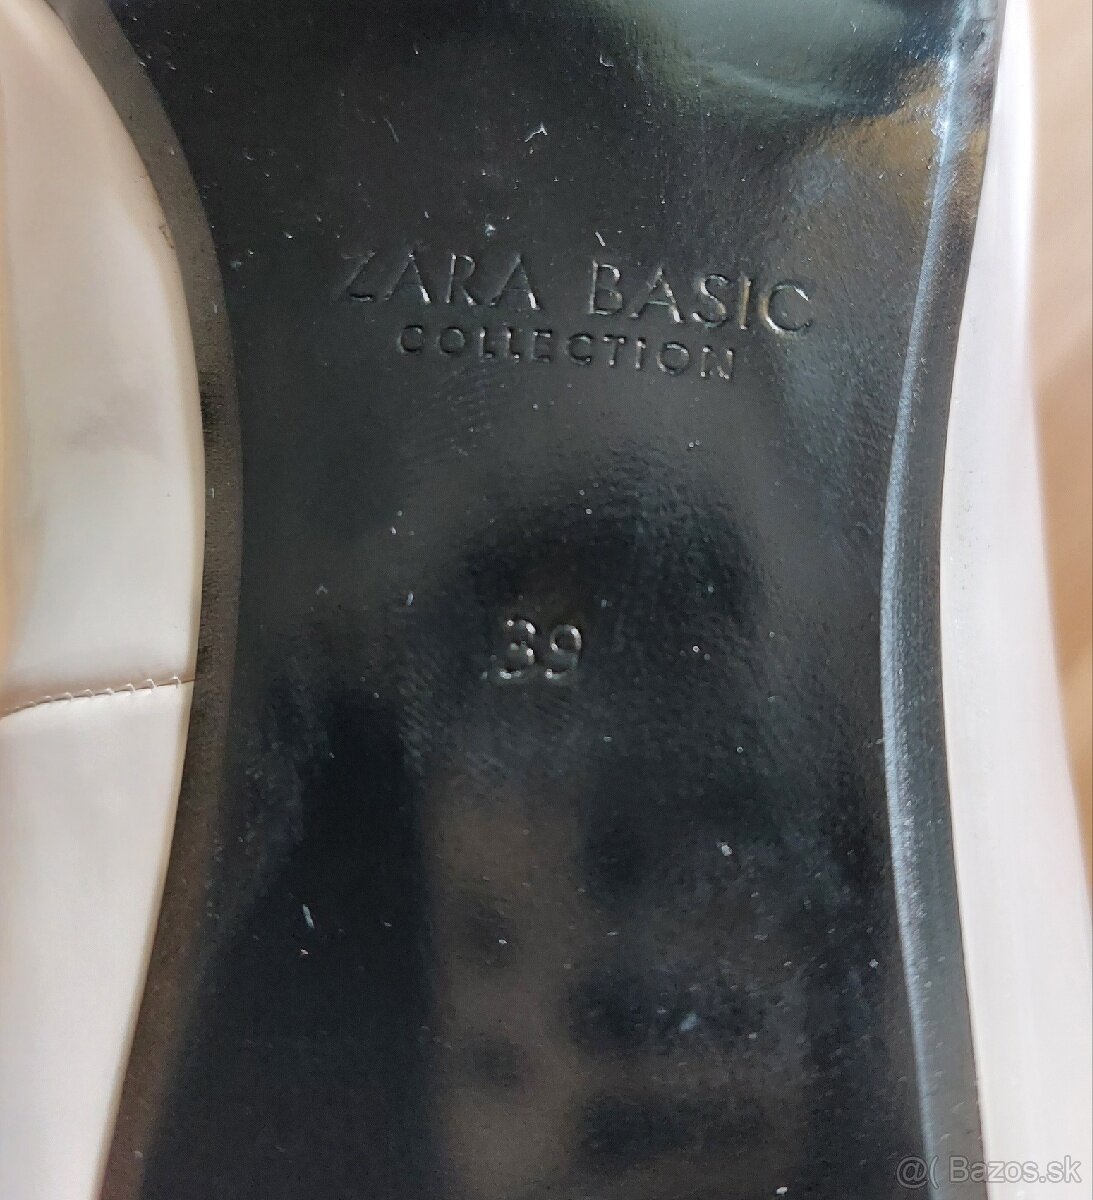 ZARA BASIC
COLLECTION
39
@( Bazos.sk